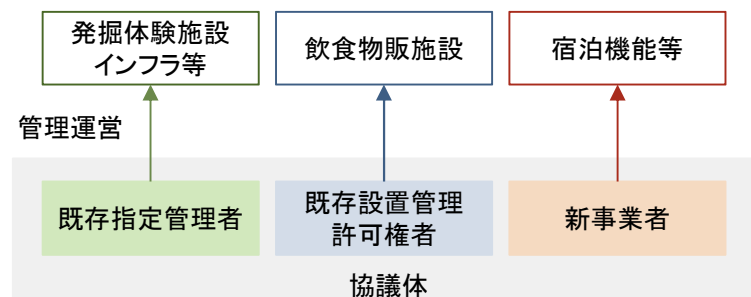 発掘体験施設
インフラ等
飲食物販施設
宿泊機能等
管理運営
既存指定管理者
既存設置管理
許可権者
新事業者
協議体